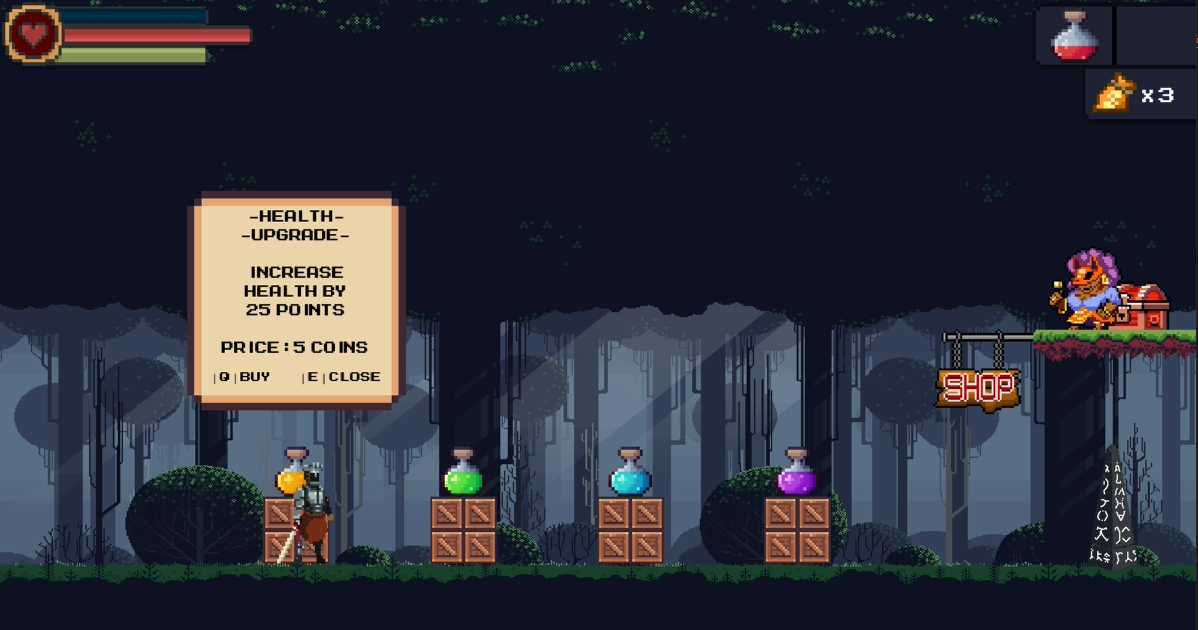 x3
-HEALTH-
-UPGRADE-
INCREASE
HEALTH BY
25 POINTS
PRICE:5 COINS
|Q|BUY |E|CLOSE
SHOP